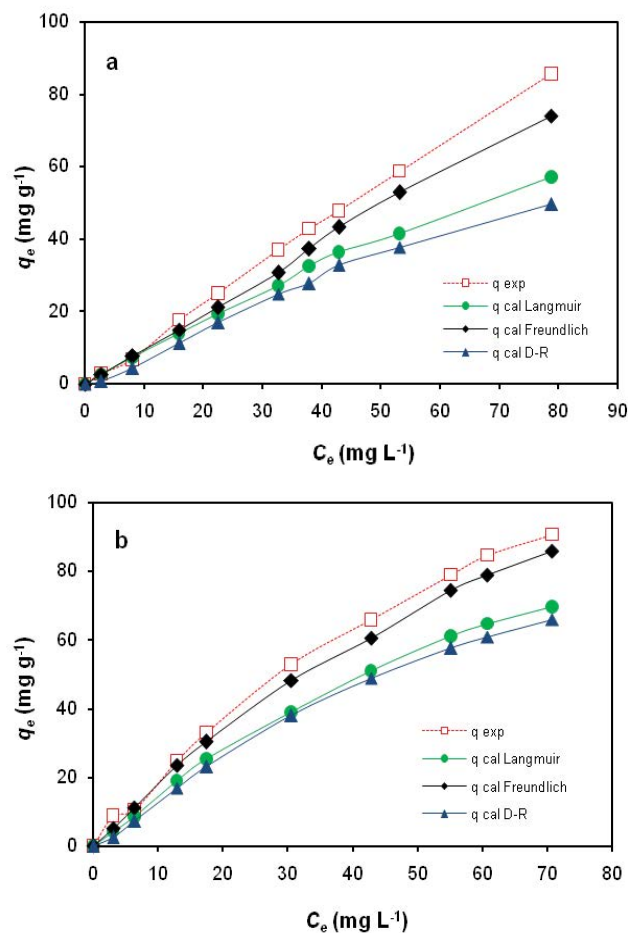 100
a
80
60
40
20
0
qe (mg g-1)
q exp
q cal Langmuir
q cal Freundlich
q cal D-R
0 10 20 30 40 50 60 70 80 90
Ce (mg L-1)
100
b
80
60
40
20
0
qe (mg g-1)
q exp
q cal Langmuir
q cal Freundlich
q cal D-R
0 10 20 30 40 50 60 70 80
Ce (mg L-1)